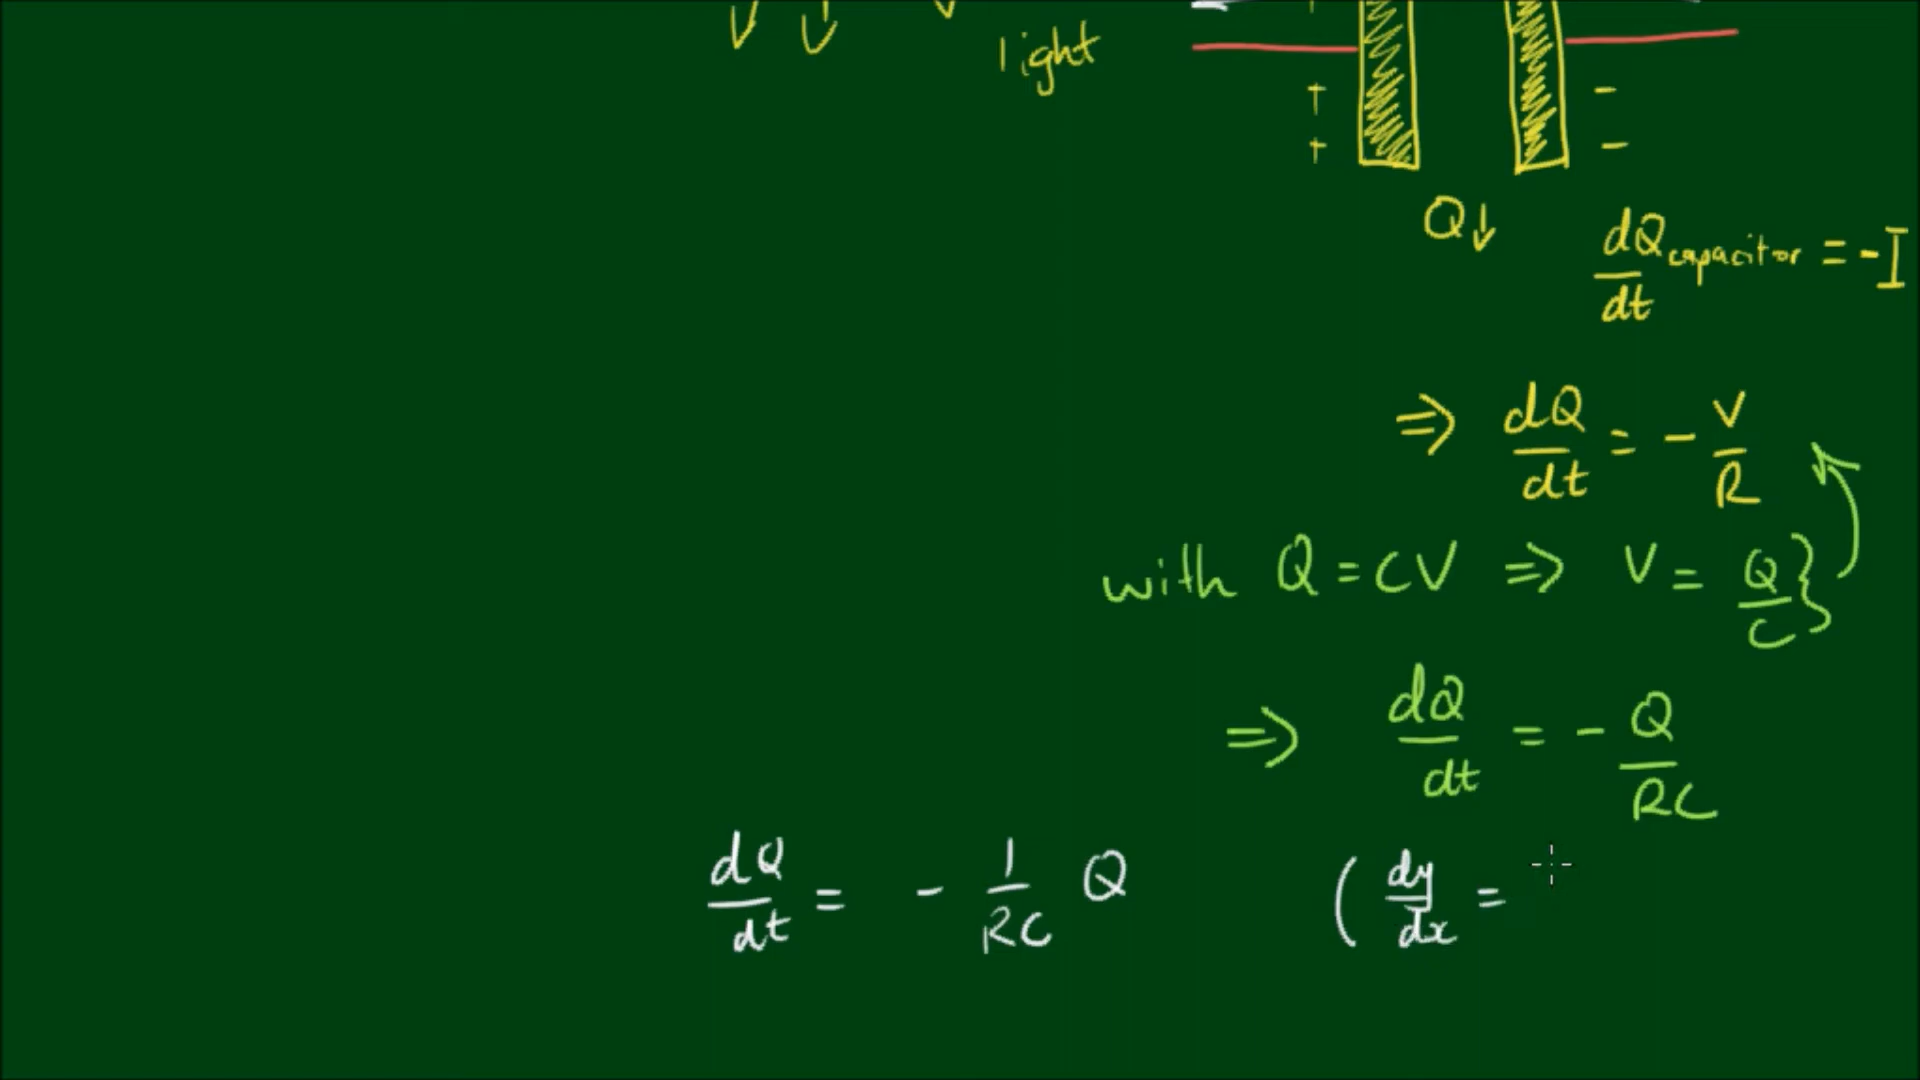 light
+ -
+ -
Q↓
dQcapacitor/dt = -I
⇒ dQ/dt = - V/R
with Q = CV ⇒ V = Q/C }
⇒ dQ/dt = - Q/RC
dQ/dt = - 1/RC Q ( dy/dx =